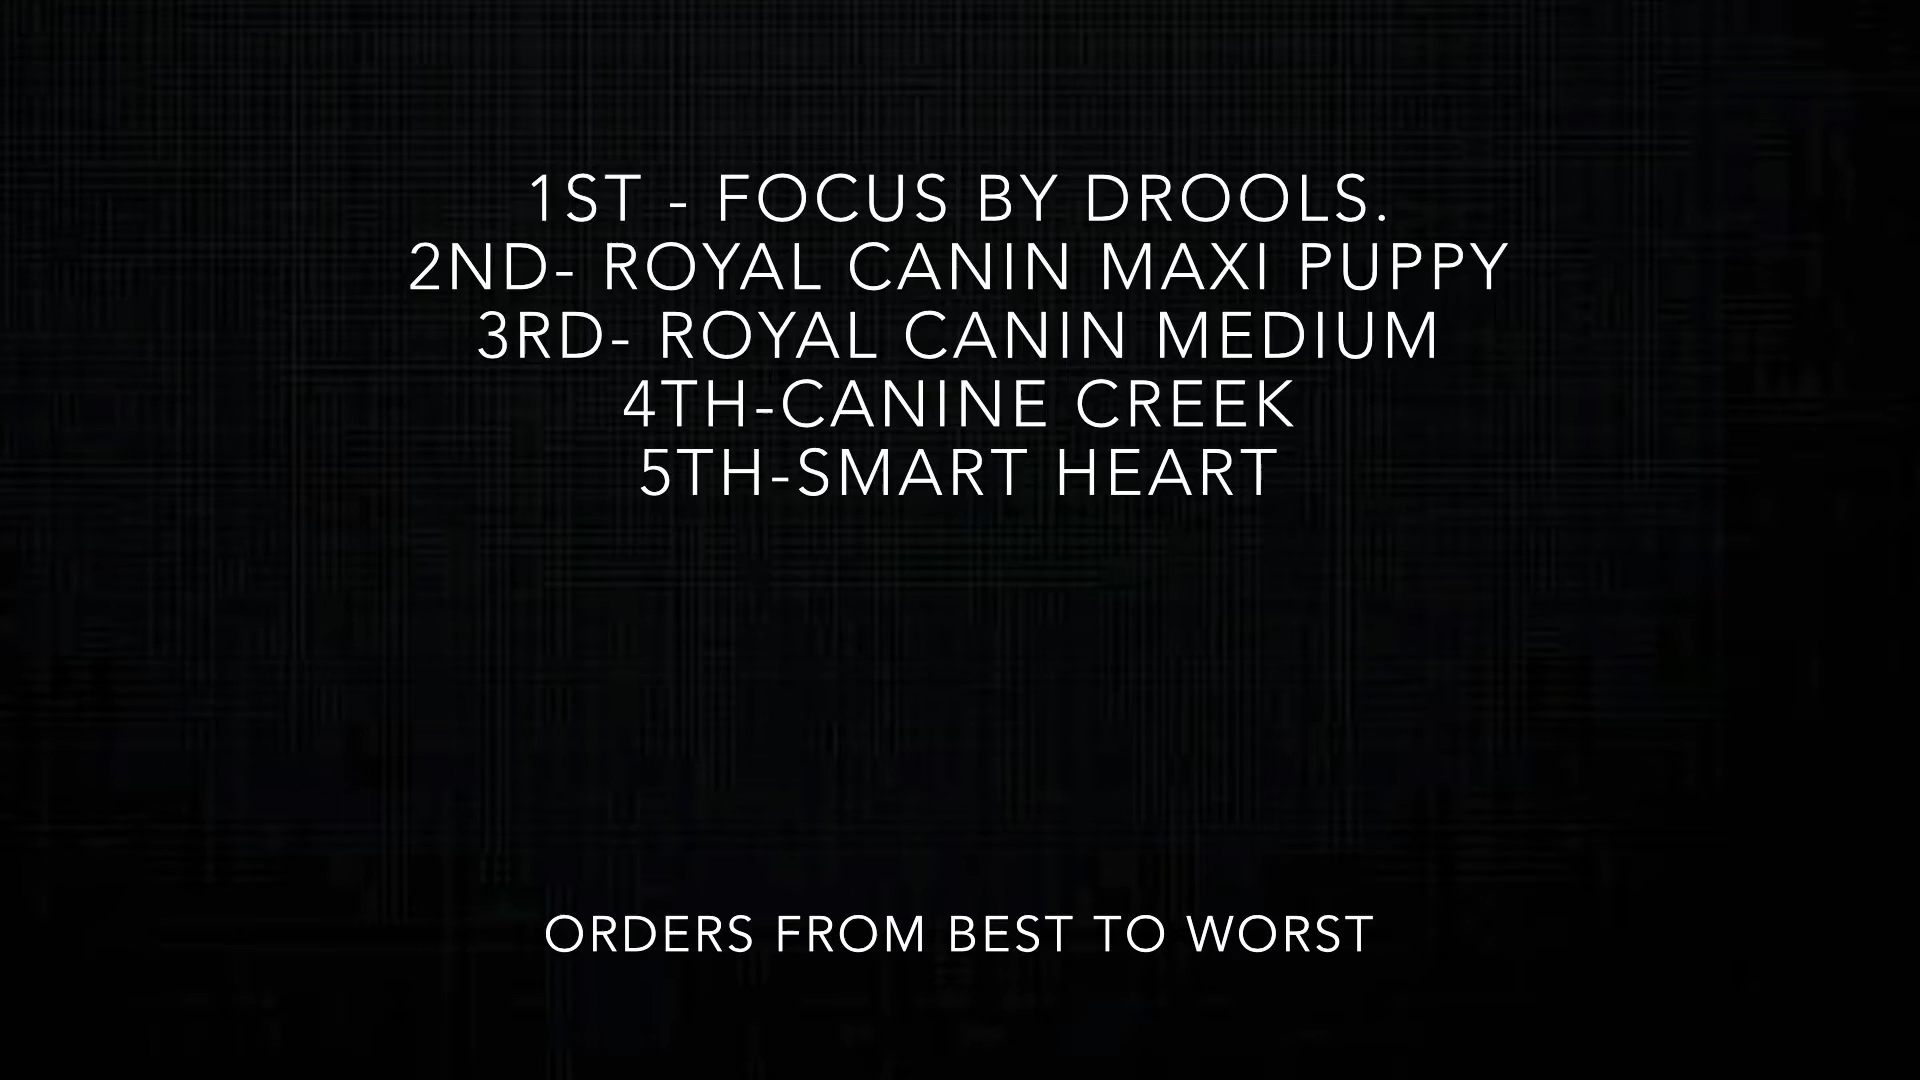 1ST - FOCUS BY DROOLS.
2ND- ROYAL CANIN MAXI PUPPY
3RD- ROYAL CANIN MEDIUM
4TH-CANINE CREEK
5TH-SMART HEART
ORDERS FROM BEST TO WORST